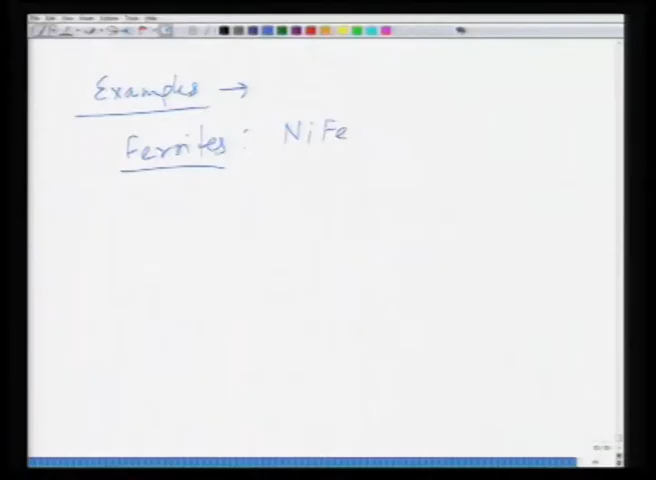 Examples →
Ferrites : NiFe